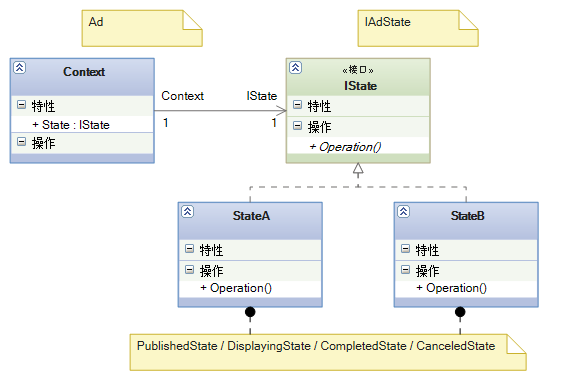 Ad
IAdState
Context
特性
+ State : IState
操作
Context
1
IState
1
«接口»
IState
特性
操作
+ Operation()
StateA
特性
操作
+ Operation()
StateB
特性
操作
+ Operation()
PublishedState / DisplayingState / CompletedState / CanceledState